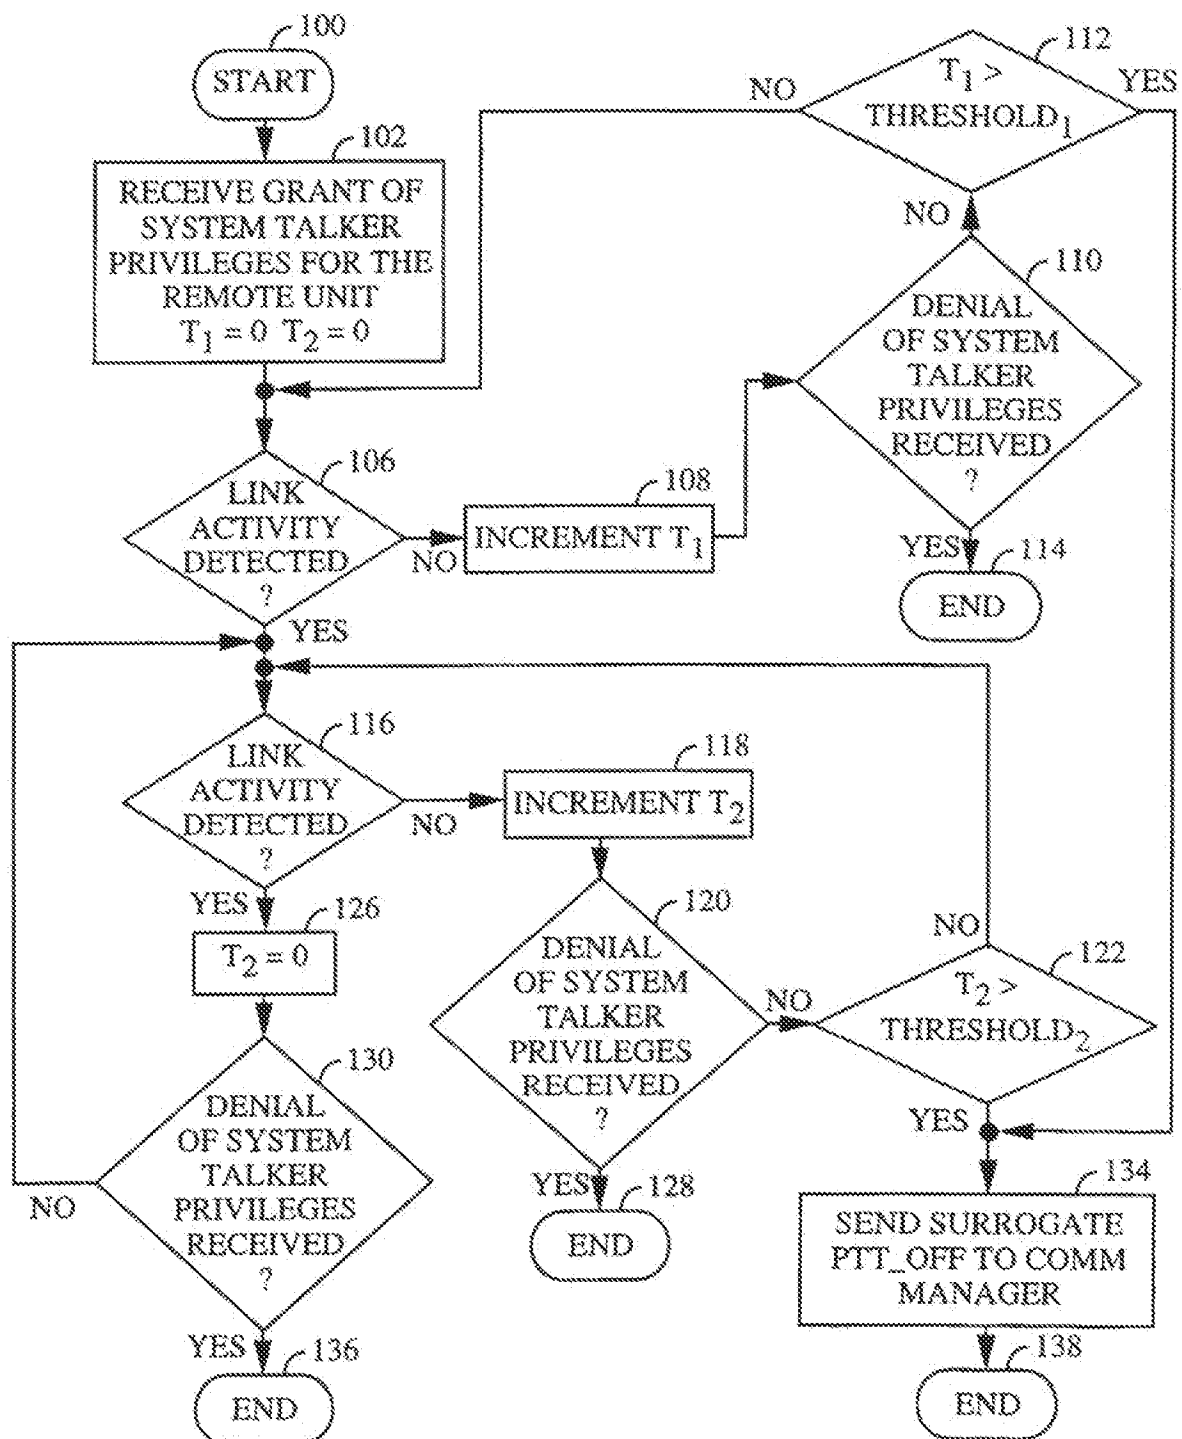 100
START
102
RECEIVE GRANT OF
SYSTEM TALKER
PRIVILEGES FOR THE
REMOTE UNIT
T1 = 0 T2 = 0
112
T1 >
THRESHOLD1
NO
YES
NO
110
DENIAL
OF SYSTEM
TALKER
PRIVILEGES
RECEIVED
?
YES
114
END
106
LINK
ACTIVITY
DETECTED
?
NO
108
INCREMENT T1
YES
116
LINK
ACTIVITY
DETECTED
?
NO
118
INCREMENT T2
YES
126
T2 = 0
120
DENIAL
OF SYSTEM
TALKER
PRIVILEGES
RECEIVED
?
NO
NO
122
T2 >
THRESHOLD2
YES
130
DENIAL
OF SYSTEM
TALKER
PRIVILEGES
RECEIVED
?
NO
YES
128
END
134
SEND SURROGATE
PTT_OFF TO COMM
MANAGER
YES
136
END
138
END